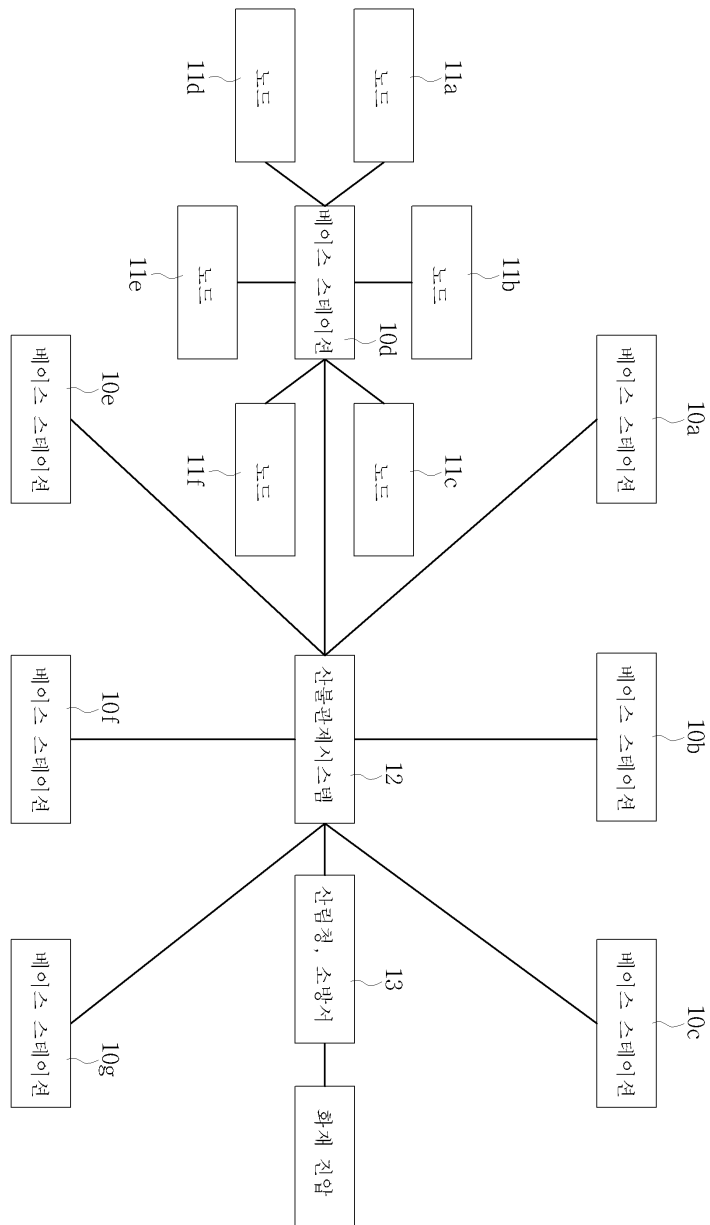 10a
10b
10c
베이스 스테이션
베이스 스테이션
베이스 스테이션
11b
노드
11a
11c
노드
노드
10d
12
13
베이스 스테이션
산불관제시스템
산림청, 소방서
화재 진압
노드
노드
11d
11f
노드
11e
10e
10f
10g
베이스 스테이션
베이스 스테이션
베이스 스테이션